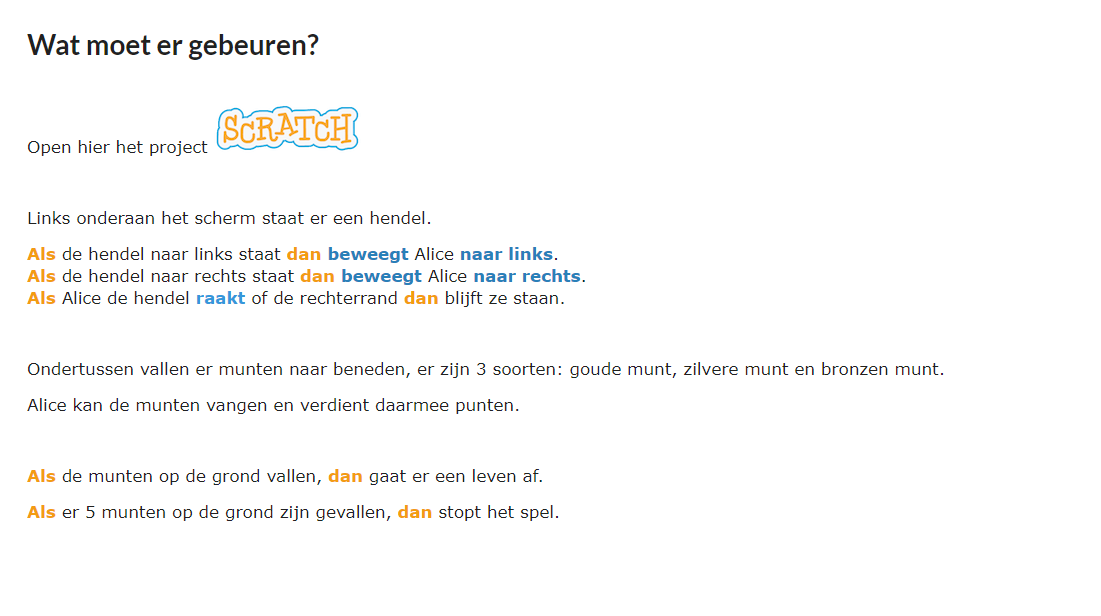 Wat moet er gebeuren?
Open hier het project SCRATCH
Links onderaan het scherm staat er een hendel.
Als de hendel naar links staat dan beweegt Alice naar links.
Als de hendel naar rechts staat dan beweegt Alice naar rechts.
Als Alice de hendel raakt of de rechterrand dan blijft ze staan.
Ondertussen vallen er munten naar beneden, er zijn 3 soorten: goude munt, zilvere munt en bronzen munt.
Alice kan de munten vangen en verdient daarmee punten.
Als de munten op de grond vallen, dan gaat er een leven af.
Als er 5 munten op de grond zijn gevallen, dan stopt het spel.